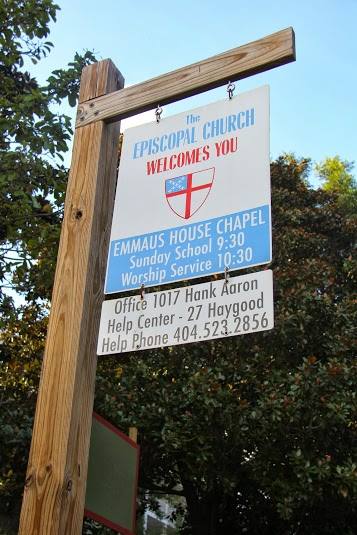 The
EPISCOPAL CHURCH
WELCOMES YOU
EMMAUS HOUSE CHAPEL
Sunday School 9:30
Worship Service 10:30
Office 1017 Hank Aaron
Help Center - 27 Haygood
Help Phone 404.523.2856